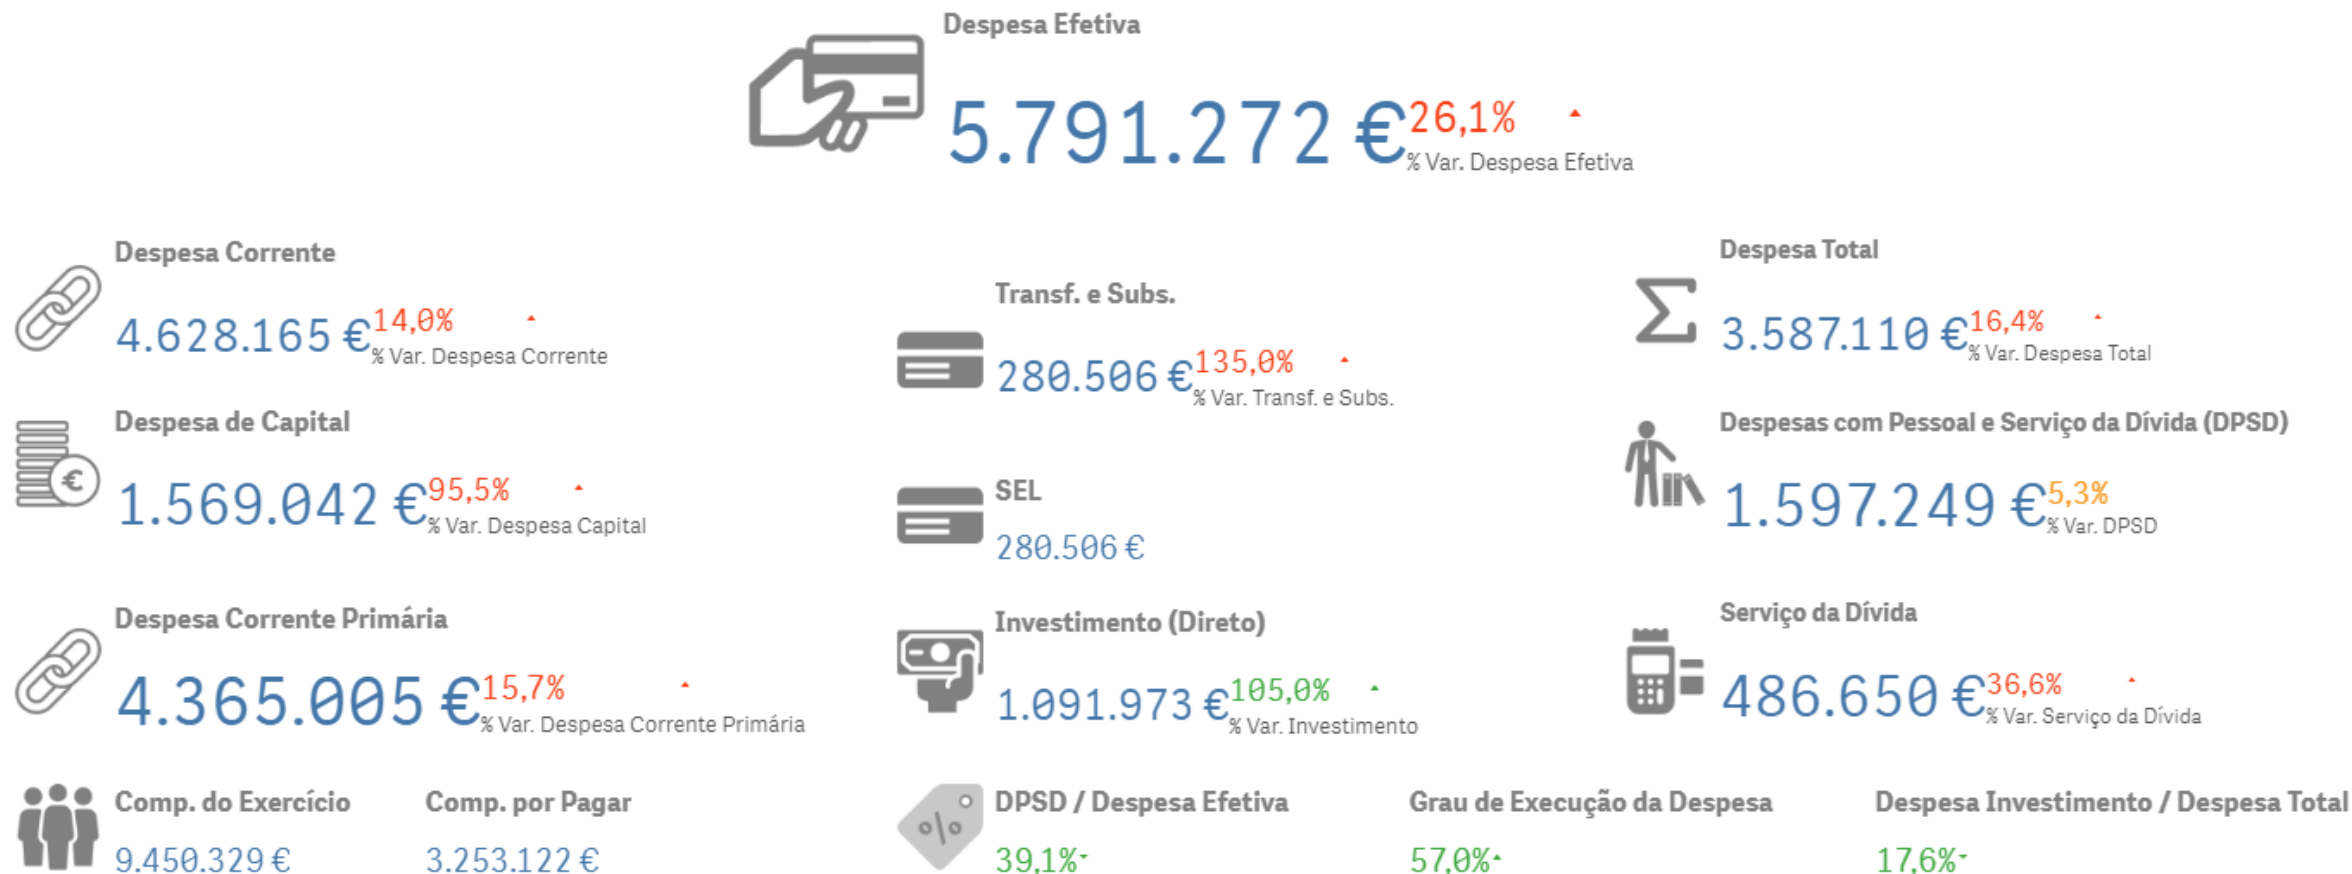 Despesa Efetiva
5.791.272 €
26,1%
% Var. Despesa Efetiva
Despesa Corrente
4.628.165 €
14,0%
% Var. Despesa Corrente
Despesa de Capital
1.569.042 €
95,5%
% Var. Despesa Capital
Despesa Corrente Primária
4.365.005 €
15,7%
% Var. Despesa Corrente Primária
Transf. e Subs.
280.506 €
135,0%
% Var. Transf. e Subs.
SEL
280.506 €
Investimento (Direto)
1.091.973 €
105,0%
% Var. Investimento
Despesa Total
3.587.110 €
16,4%
% Var. Despesa Total
Despesas com Pessoal e Serviço da Dívida (DPSD)
1.597.249 €
5,3%
% Var. DPSD
Serviço da Dívida
486.650 €
36,6%
% Var. Serviço da Dívida
Comp. do Exercício
9.450.329 €
Comp. por Pagar
3.253.122 €
DPSD / Despesa Efetiva
39,1%
Grau de Execução da Despesa
57,0%
Despesa Investimento / Despesa Total
17,6%